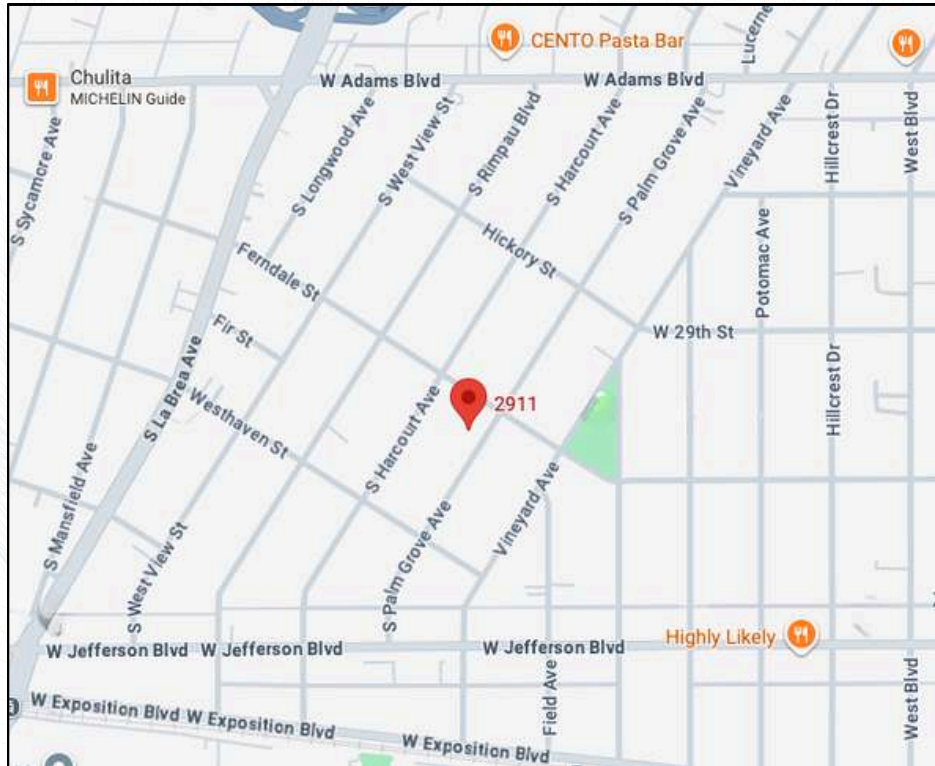 CENTO Pasta Bar
Lucerne
Chulita
MICHELIN Guide
W Adams Blvd
W Adams Blvd
S Sycamore Ave
S Longwood Ave
S West View St
S Rimpau Blvd
S Harcourt Ave
S Palm Grove Ave
Vineyard Ave
Hillcrest Dr
West Blvd
Ferndale St
Hickory St
Potomac Ave
Fir St
W 29th St
S La Brea Ave
Westhaven St
S Harcourt Ave
2911
Hillcrest Dr
S Mansfield Ave
S West View St
S Palm Grove Ave
Vineyard Ave
Highly Likely
W Jefferson Blvd
W Jefferson Blvd
W Jefferson Blvd
Field Ave
West Blvd
W Exposition Blvd
W Exposition Blvd
W Exposition Blvd